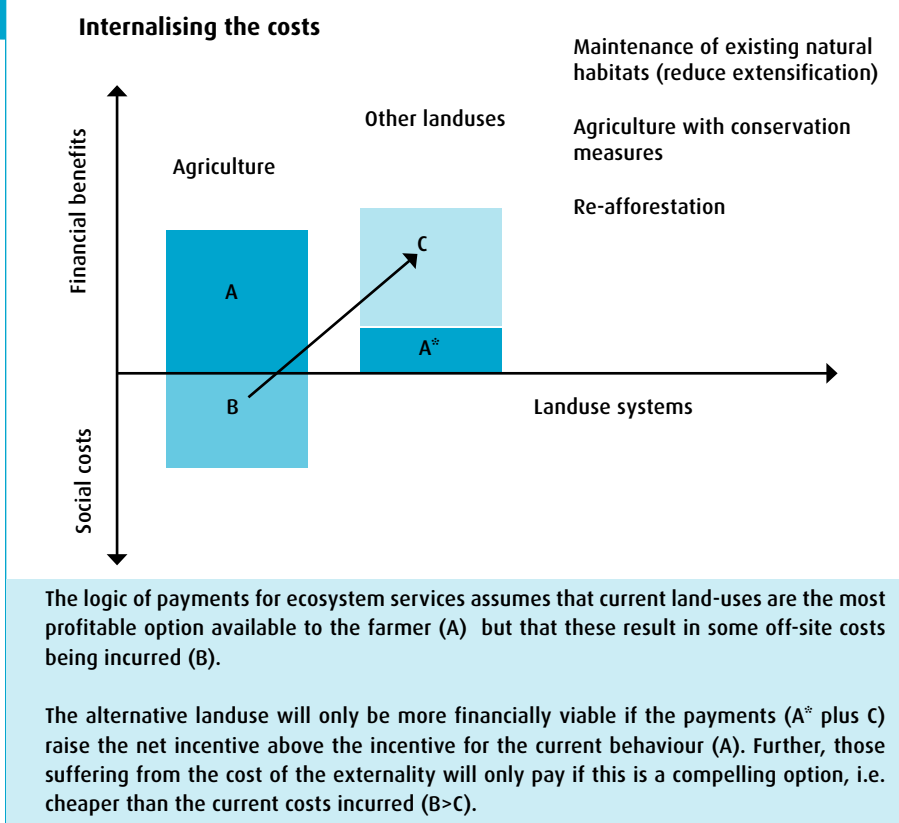 Internalising the costs
Maintenance of existing natural
habitats (reduce extensification)
Agriculture with conservation
measures
Re-afforestation
Other landuses
Agriculture
Financial benefits
Social costs
A
B
C
A*
Landuse systems
The logic of payments for ecosystem services assumes that current land-uses are the most
profitable option available to the farmer (A) but that these result in some off-site costs
being incurred (B).
The alternative landuse will only be more financially viable if the payments (A* plus C)
raise the net incentive above the incentive for the current behaviour (A). Further, those
suffering from the cost of the externality will only pay if this is a compelling option, i.e.
cheaper than the current costs incurred (B>C).